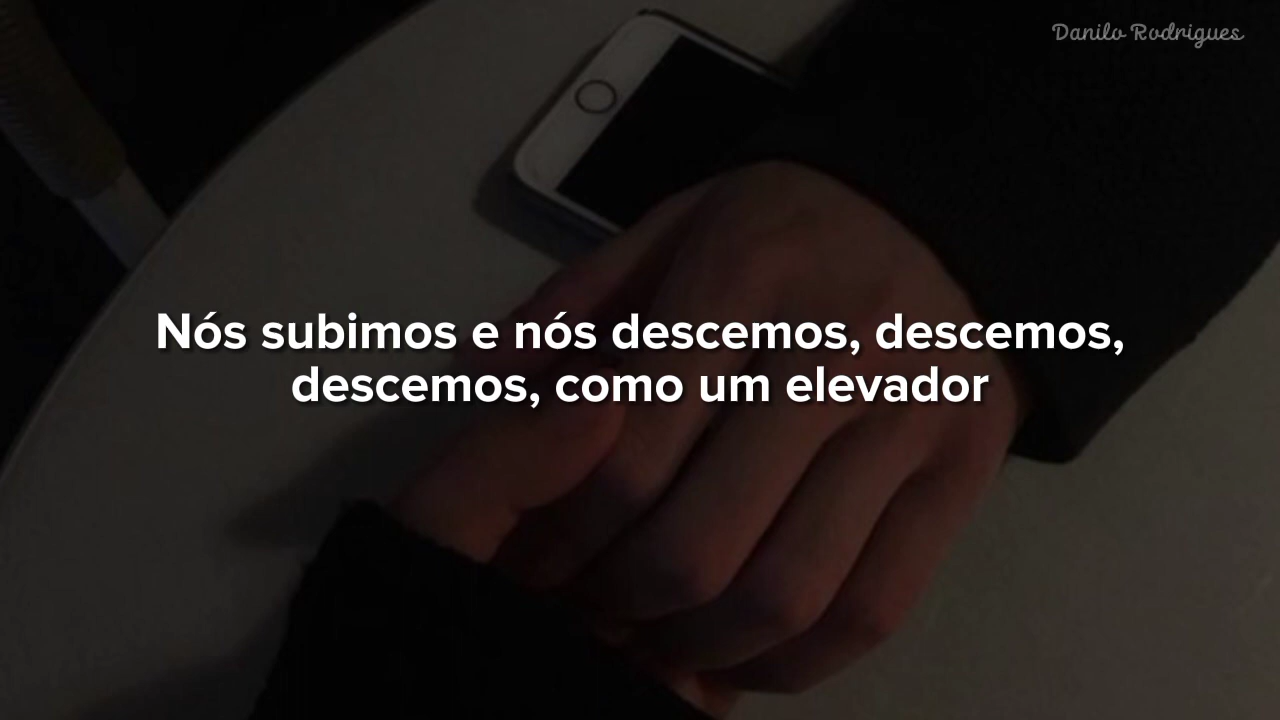 Danilo Rodrigues
Nós subimos e nós descemos, descemos,
descemos, como um elevador